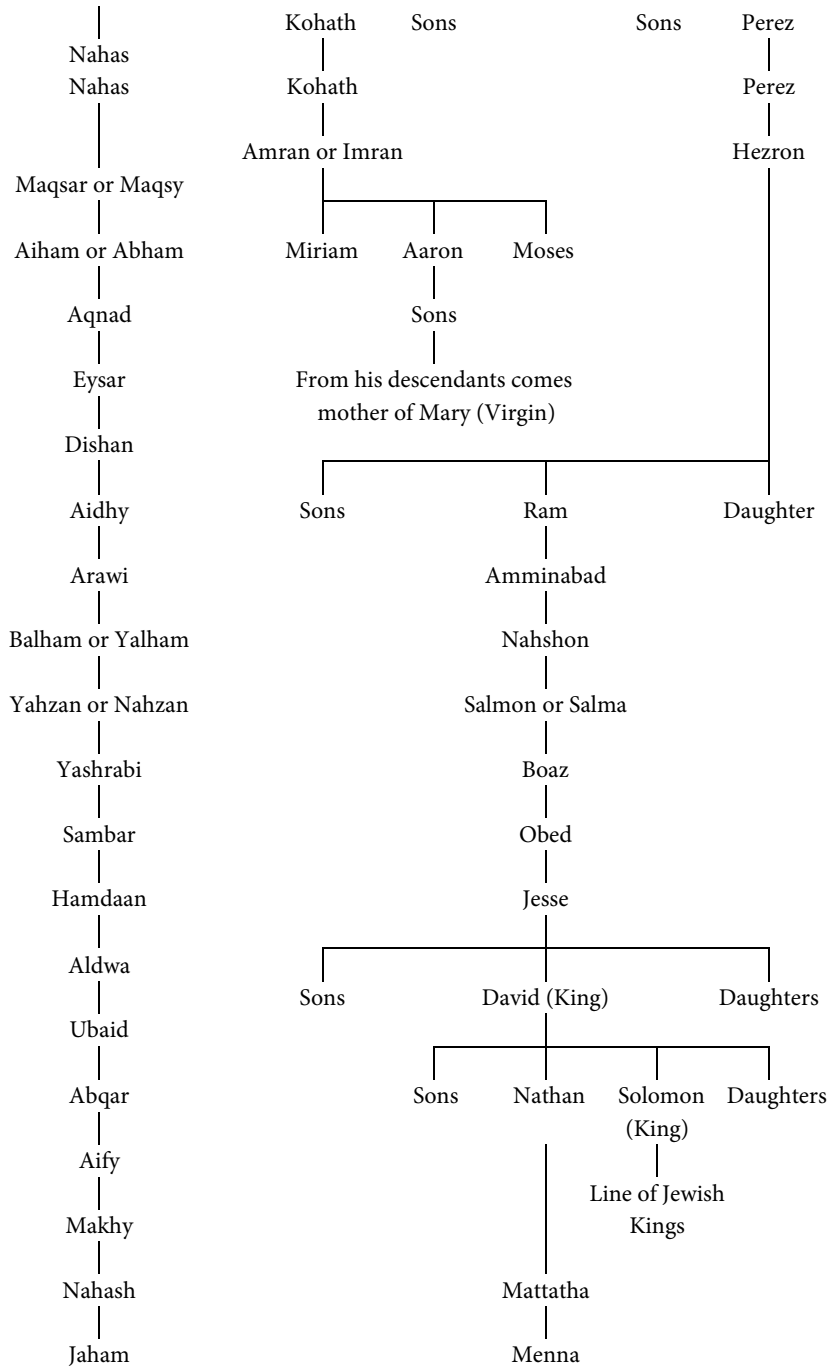 Kohath Sons Sons Perez
Nahas
Nahas Kohath Perez
Amran or Imran Hezron
Maqsar or Maqsy
Aiham or Abham Miriam Aaron Moses
Aqnad Sons
Eysar From his descendants comes
mother of Mary (Virgin)
Dishan
Aidhy Sons Ram Daughter
Arawi Amminabad
Balham or Yalham Nahshon
Yahzan or Nahzan Salmon or Salma
Yashrabi Boaz
Sambar Obed
Hamdaan Jesse
Aldwa
Sons David (King) Daughters
Ubaid
Abqar Sons Nathan Solomon Daughters
(King)
Aify
Line of Jewish
Makhy Kings
Nahash Mattatha
Jaham Menna